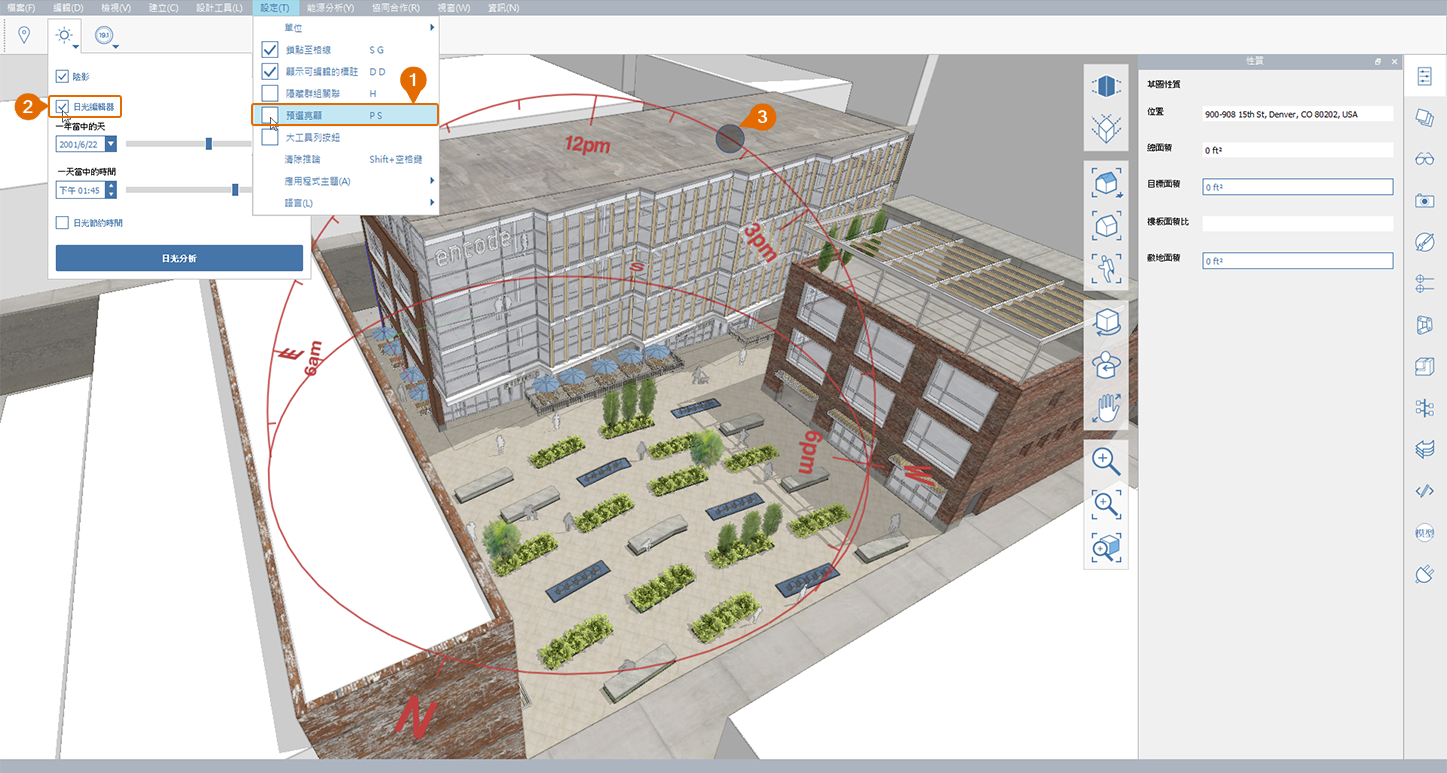 檔案(F) 編輯(D) 檢視(V) 建立(C) 設計工具(L) 設定(T) 能源分析(Y) 協同合作(R) 視窗(W) 資訊(N)
19.1
陰影
2
日光編輯器
一年當中的天
2001/6/22
一天當中的時間
下午 01:45
日光節約時間
日光分析
單位
鎖點至格線 S G
顯示可編輯的標註 D D
隱藏群組關聯 H
1
預選亮顯 P S
大工具列按鈕
清除推論 Shift+空格鍵
應用程式主題(A)
語言(L)
3
12pm
3pm
entode
S
E
6am
6pm
W
N
性質
草圖性質
位置 900-908 15th St, Denver, CO 80202, USA
總面積 0 ft²
目標面積 0 ft²
樓板面積比
敷地面積 0 ft²
模型